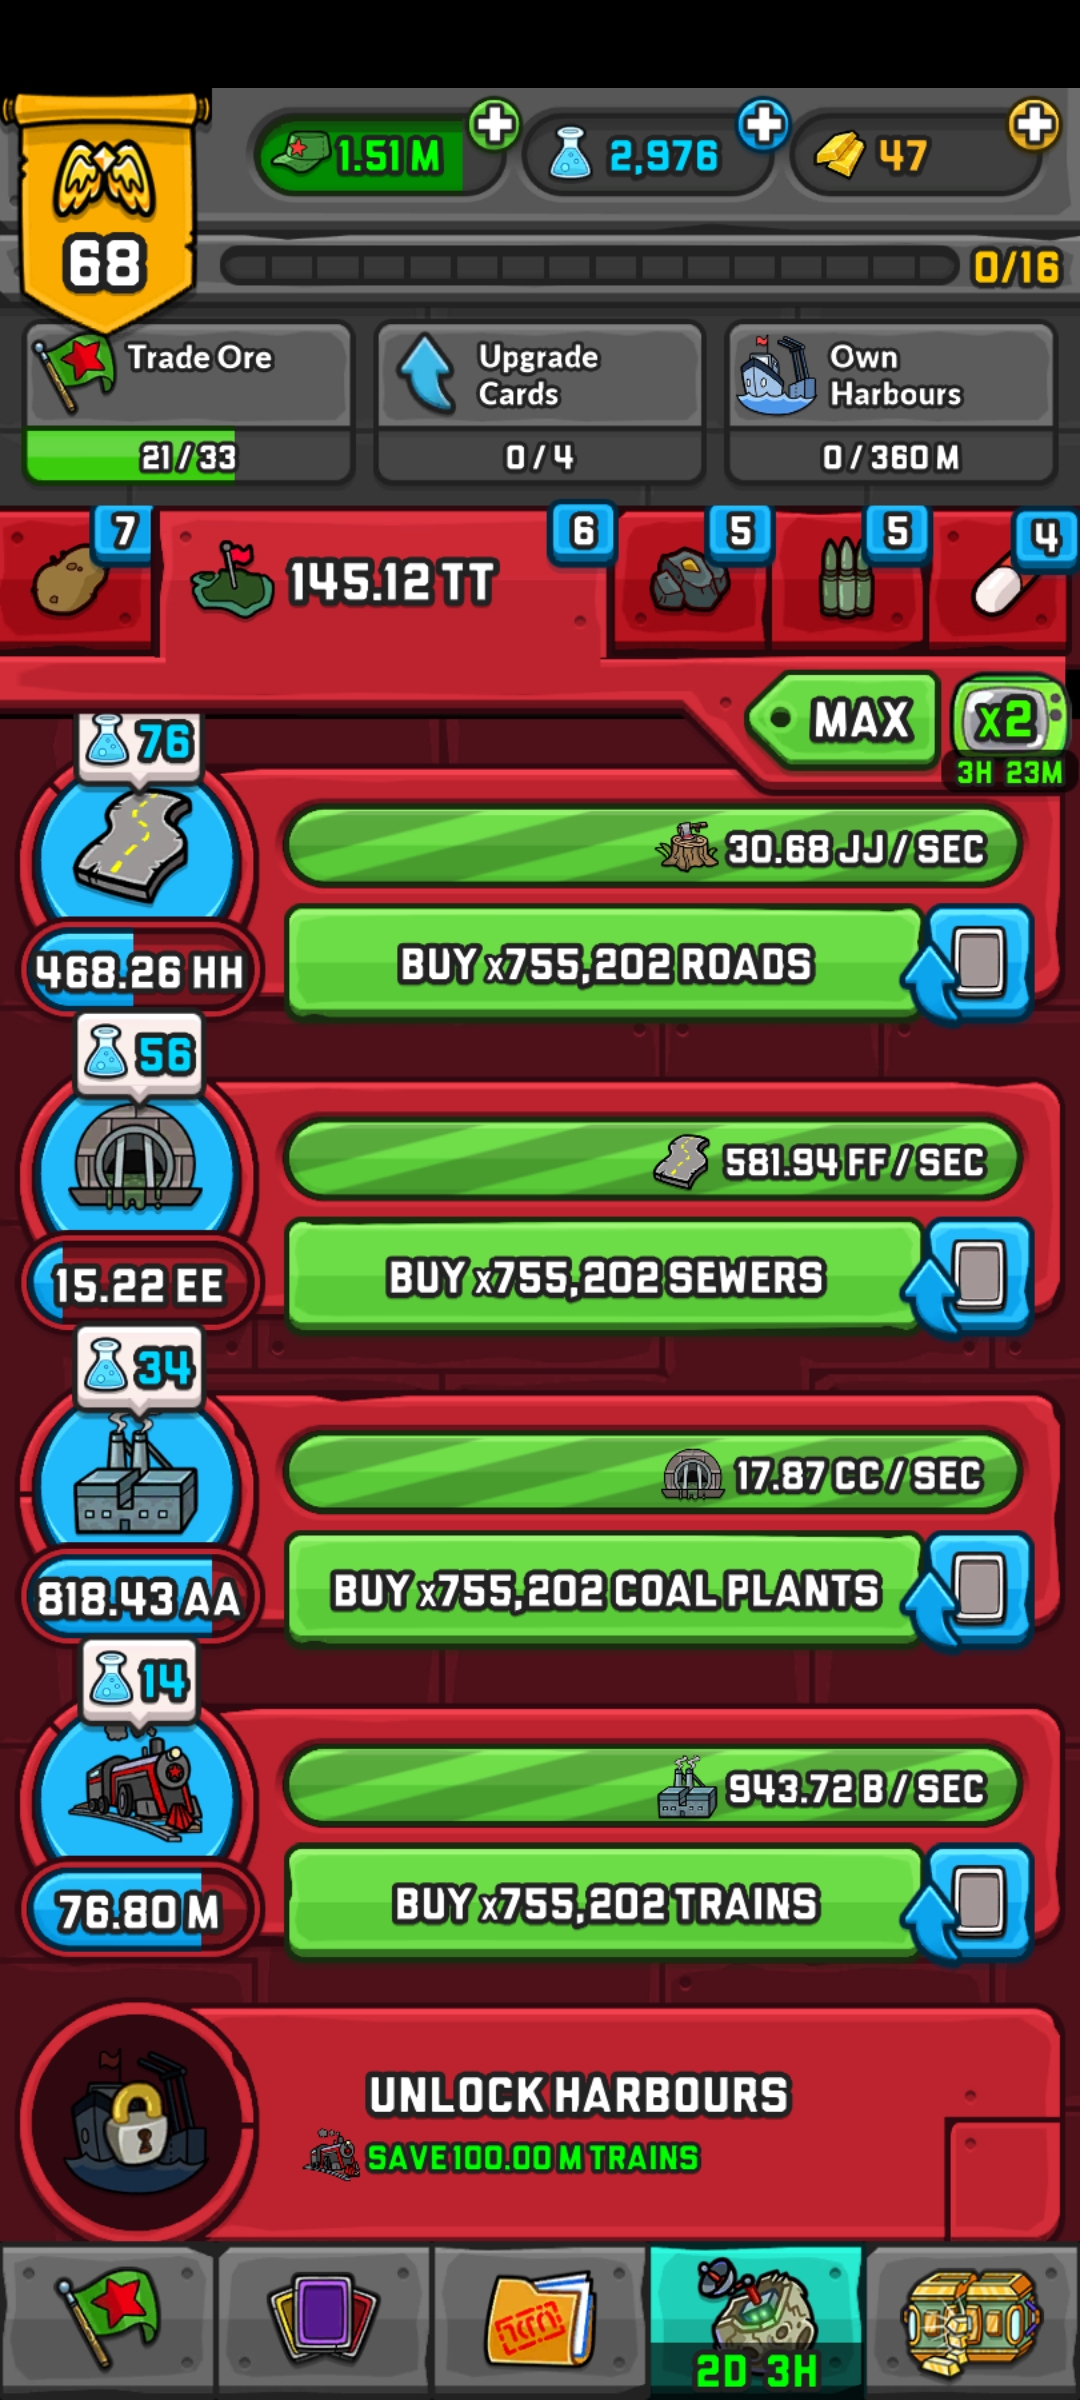 1.51 M
2,976
47
68
0/16
Trade Ore
21/33
Upgrade
Cards
0/4
Own
Harbours
0/360 M
7
145.12 TT
6
5
5
4
MAX
x2
3H 23M
76
30.68 JJ/SEC
468.26 HH
BUY x755,202 ROADS
56
581.94 FF/SEC
15.22 EE
BUY x755,202 SEWERS
34
17.87 CC/SEC
818.43 AA
BUY x755,202 COAL PLANTS
14
943.72 B/SEC
76.80 M
BUY x755,202 TRAINS
UNLOCK HARBOURS
SAVE 100.00 M TRAINS
2D 3H